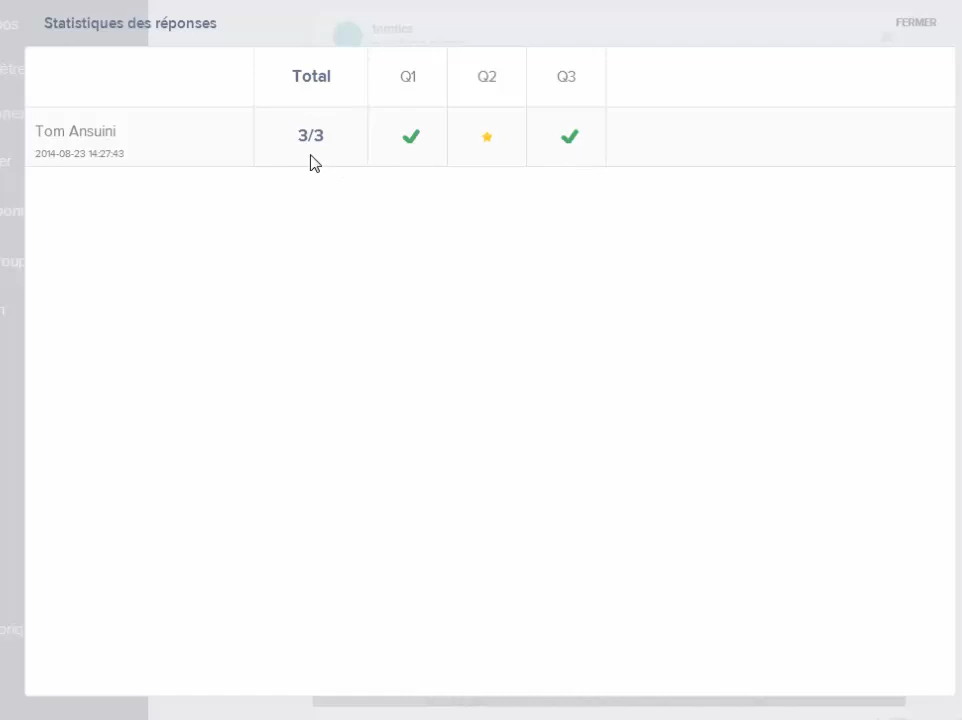 Statistiques des réponses
FERMER
Total Q1 Q2 Q3
Tom Ansuini 3/3
2014-08-23 14:27:43